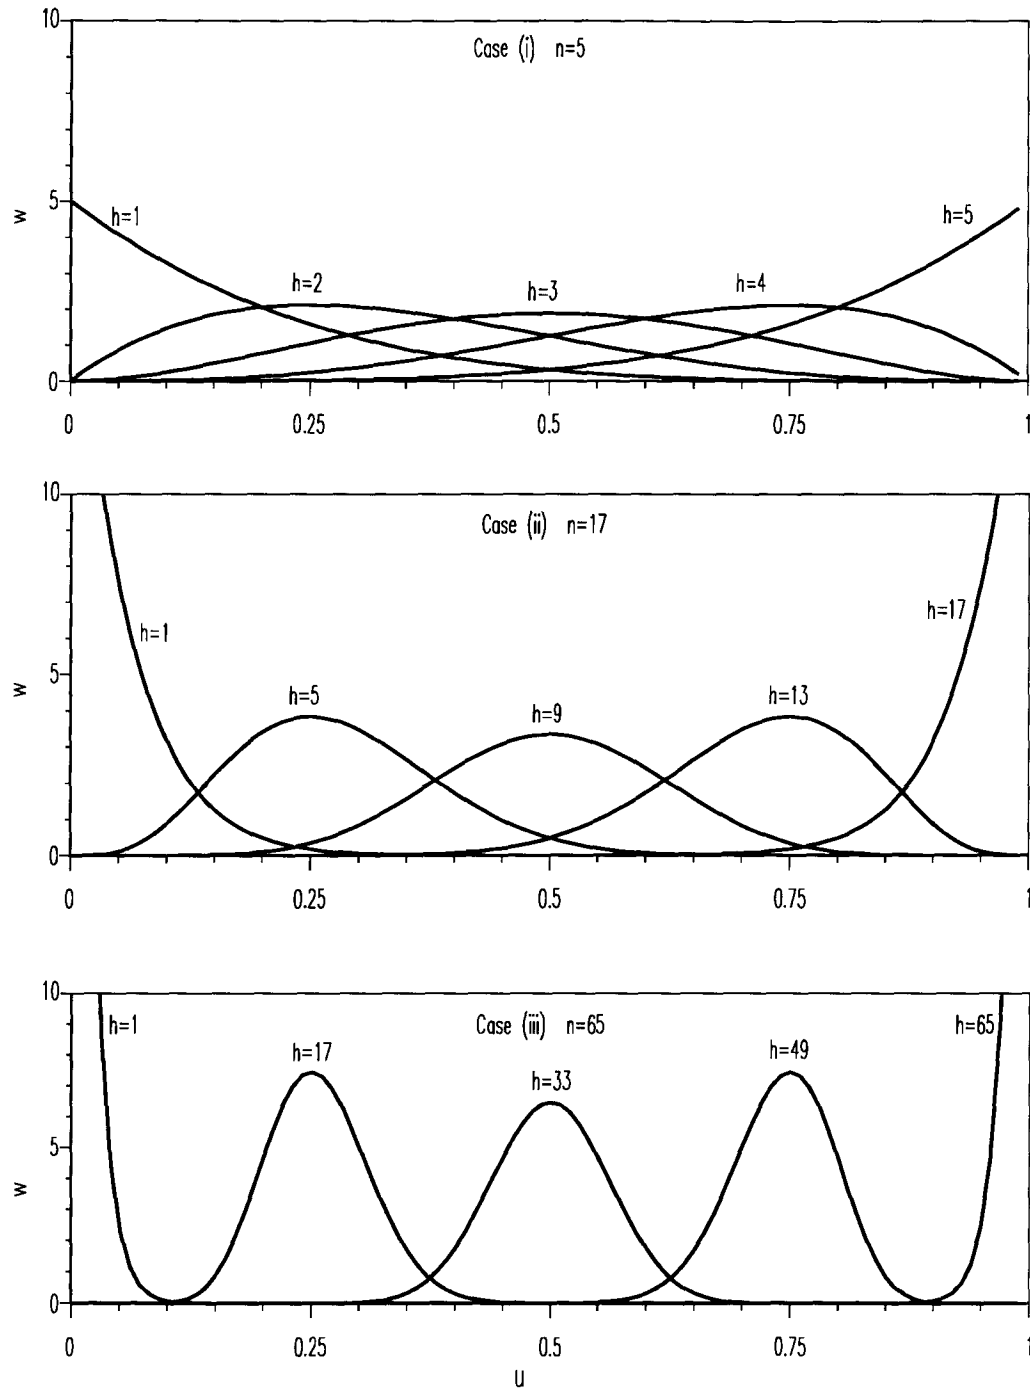 10
Case (i) n=5
w
5
h=1
h=5
h=2
h=3
h=4
0
0 0.25 0.5 0.75 1
10
Case (ii) n=17
h=1
h=17
w
5
h=5
h=9
h=13
0
0 0.25 0.5 0.75 1
10
h=1
Case (iii) n=65
h=65
h=17
h=33
h=49
5
w
0
0 0.25 0.5 0.75 1
u